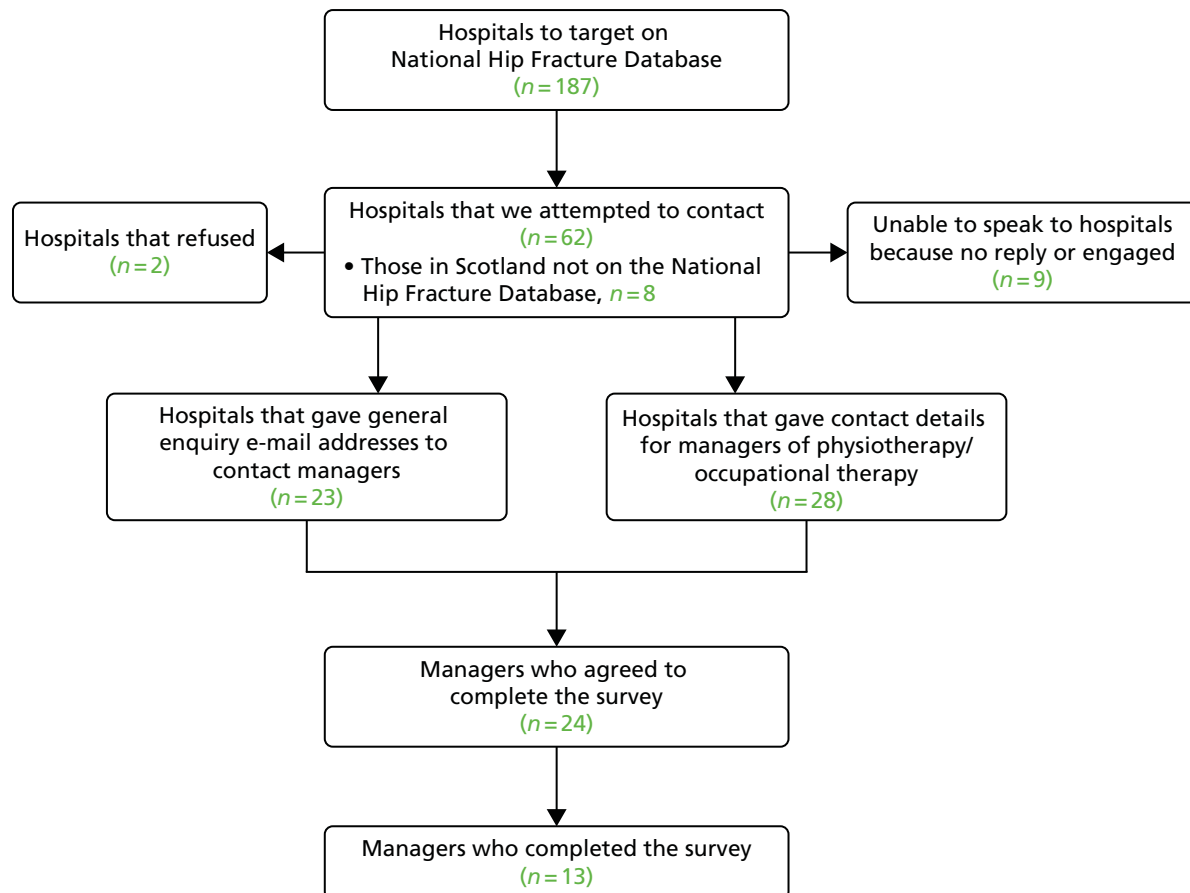 Hospitals to target on
National Hip Fracture Database
(n = 187)
Hospitals that we attempted to contact
(n = 62)
• Those in Scotland not on the National
Hip Fracture Database, n = 8
Hospitals that refused
(n = 2)
Unable to speak to hospitals
because no reply or engaged
(n = 9)
Hospitals that gave general
enquiry e-mail addresses to
contact managers
(n = 23)
Hospitals that gave contact details
for managers of physiotherapy/
occupational therapy
(n = 28)
Managers who agreed to
complete the survey
(n = 24)
Managers who completed the survey
(n = 13)